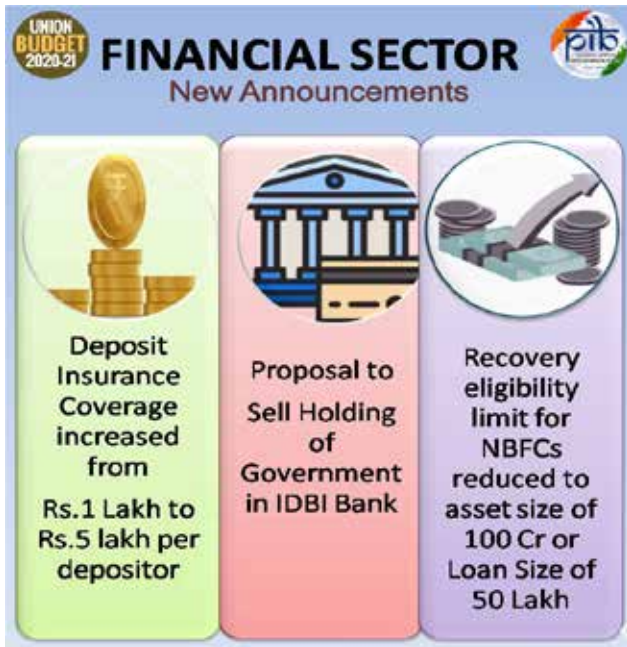 UNION
BUDGET
2020-21
FINANCIAL SECTOR
New Announcements
pib
Deposit
Insurance
Coverage
increased
from
Rs.1 Lakh to
Rs.5 lakh per
depositor
Proposal to
Sell Holding
of
Government
in IDBI Bank
Recovery
eligibility
limit for
NBFCs
reduced to
asset size of
100 Cr or
Loan Size of
50 Lakh